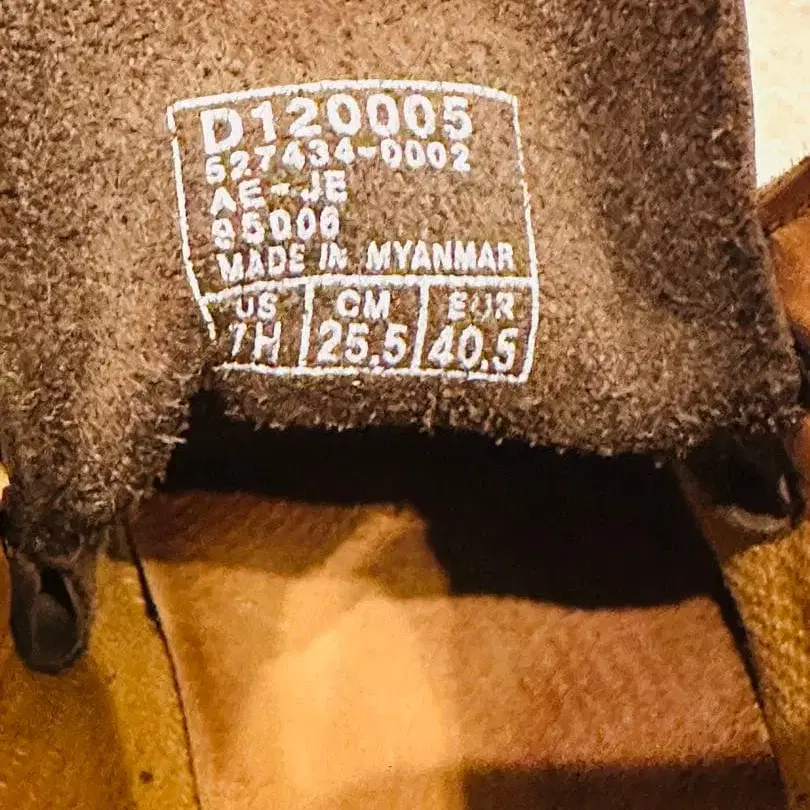 D120005
527434-0002
AE-JE
95006
MADE IN MYANMAR
US CM EUR
7H 25.5 40.5